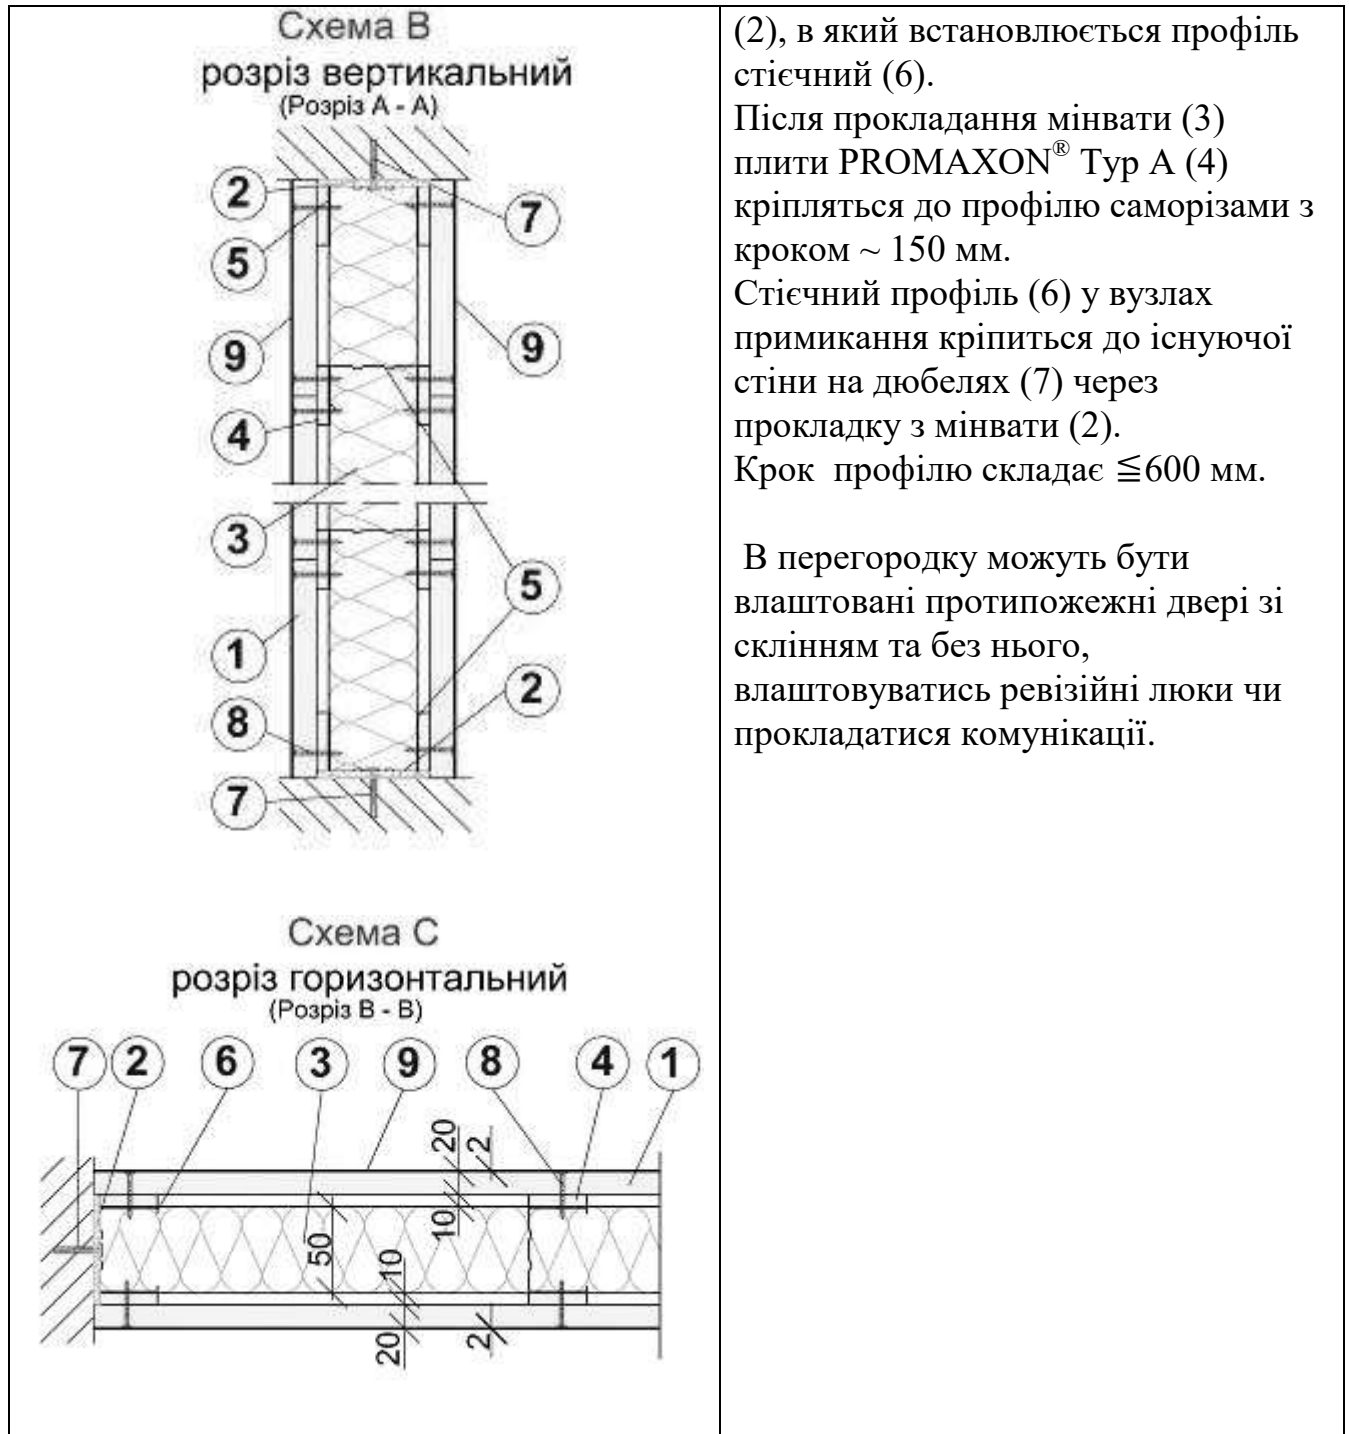 Схема В
розріз вертикальний
(Розріз А - А)
2
7
5
9
9
4
3
5
1
2
8
7
Схема С
розріз горизонтальний
(Розріз В - В)
7 2 6 3 9 8 4 1
20 2
10
50
10
20
2
(2), в який встановлюється профіль
стієчний (6).
Після прокладання мінвати (3)
плити PROMAXON® Typ A (4)
кріпляться до профілю саморізами з
кроком ~ 150 мм.
Стієчний профіль (6) у вузлах
примикання кріпиться до існуючої
стіни на дюбелях (7) через
прокладку з мінвати (2).
Крок профілю складає ≦600 мм.
В перегородку можуть бути
влаштовані протипожежні двері зі
склінням та без нього,
влаштовуватись ревізійні люки чи
прокладатися комунікації.